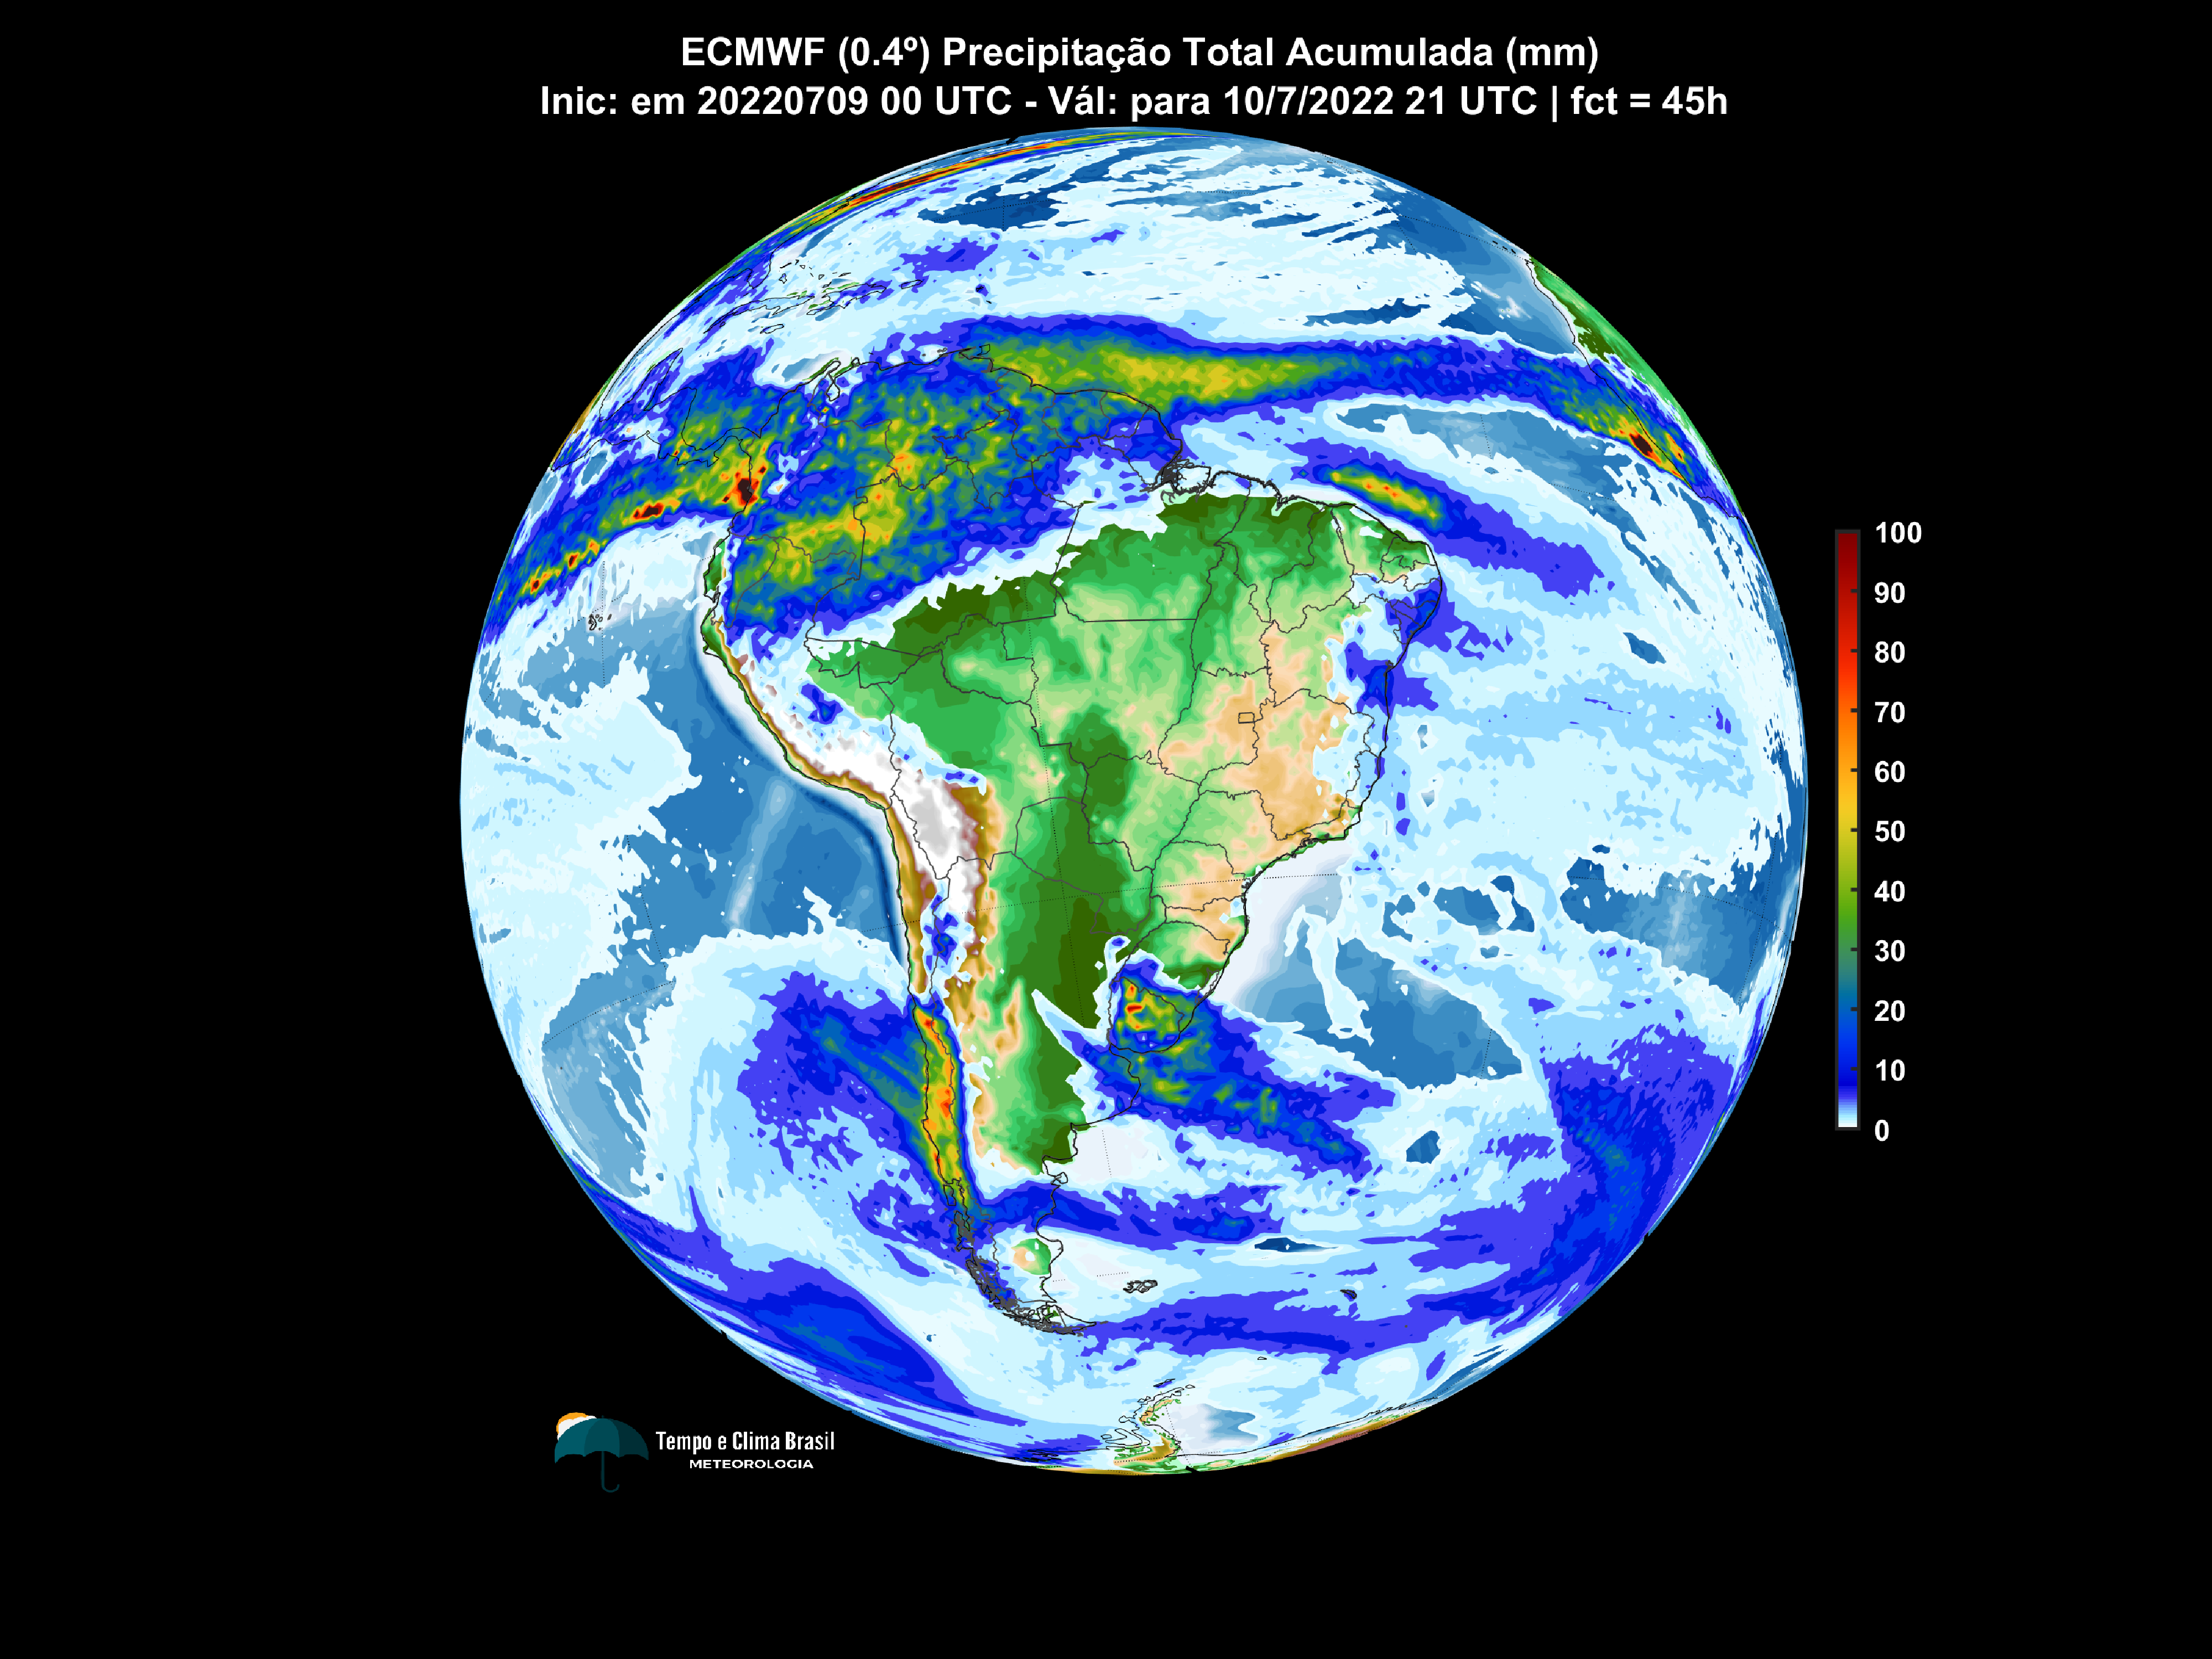 ECMWF (0.4º) Precipitação Total Acumulada (mm)
Inic: em 20220709 00 UTC - Vál: para 10/7/2022 21 UTC | fct = 45h
100
90
80
70
60
50
40
30
20
10
0
Tempo e Clima Brasil
METEOROLOGIA